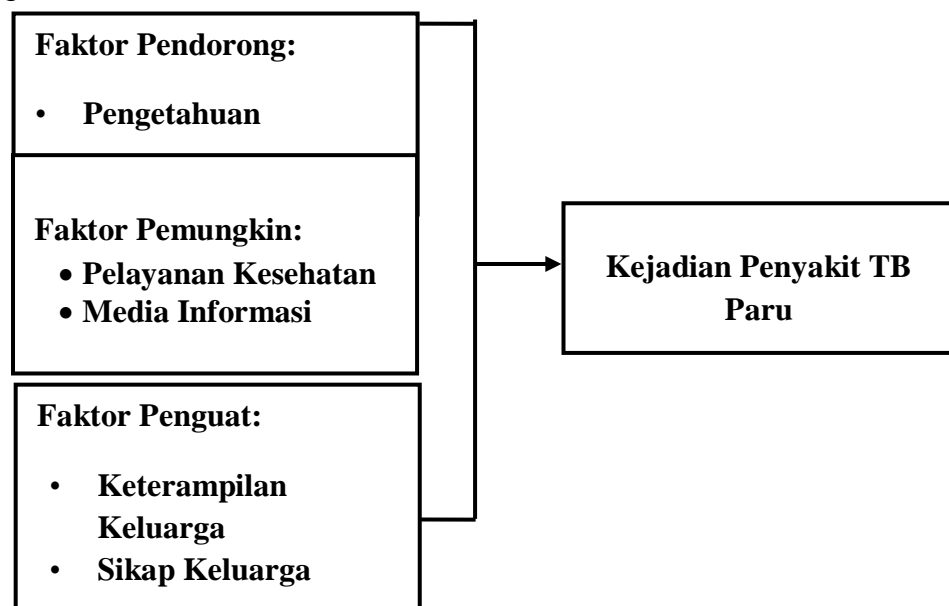 Faktor Pendorong:
• Pengetahuan
Faktor Pemungkin:
• Pelayanan Kesehatan
• Media Informasi
Faktor Penguat:
• Keterampilan
Keluarga
• Sikap Keluarga
Kejadian Penyakit TB
Paru